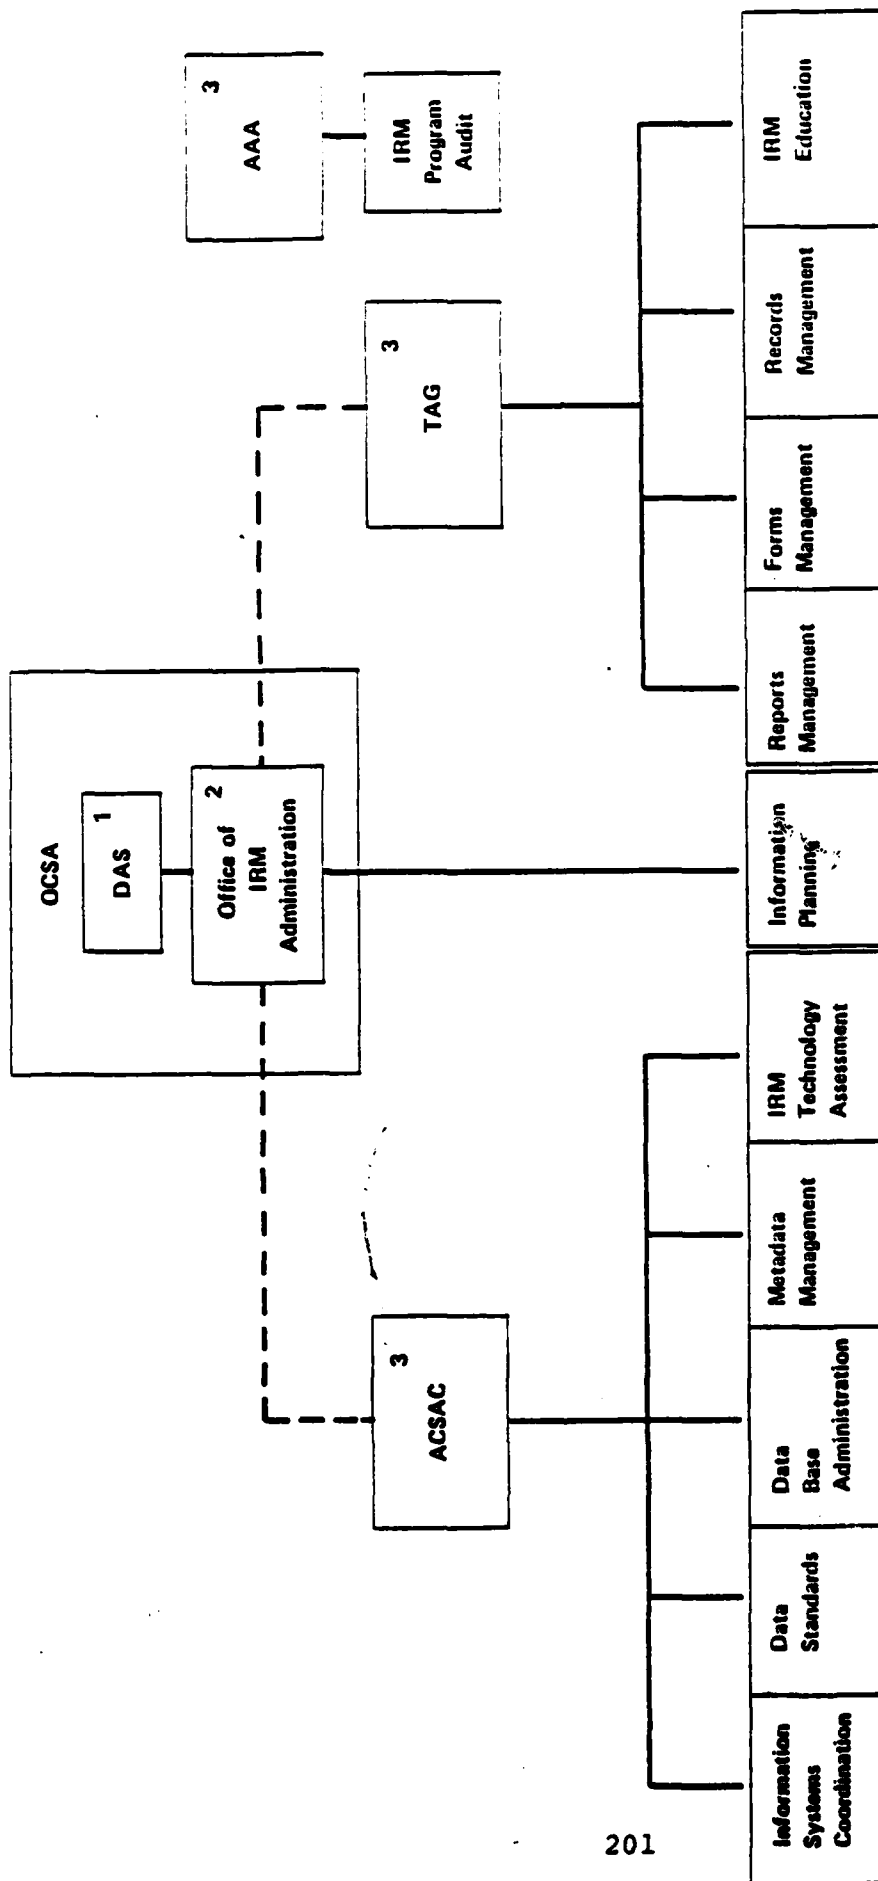 OCSA
1
DAS
2
Office of
IRM
Administration
3
AAA
IRM
Program
Audit
3
ACSAC
3
TAG
Information
Systems
Coordination
Data
Standards
Data
Base
Administration
Metadata
Management
IRM
Technology
Assessment
Information
Planning
Reports
Management
Forms
Management
Records
Management
IRM
Education
201